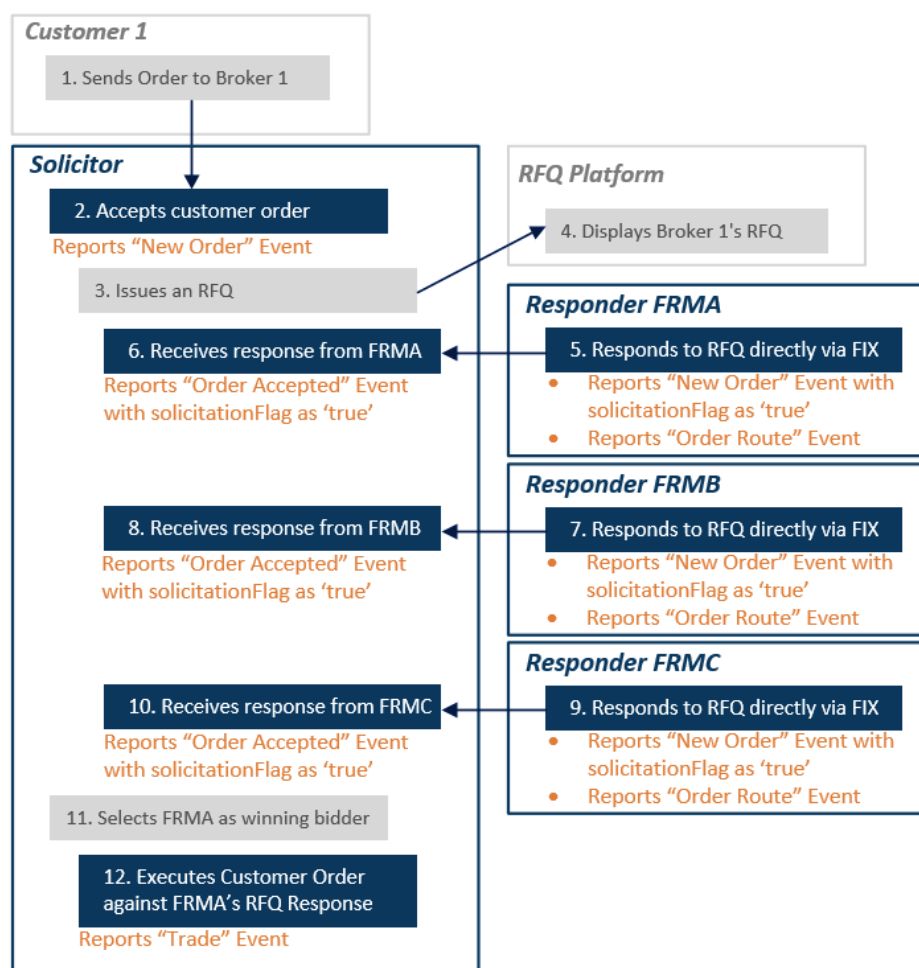 Customer 1
1. Sends Order to Broker 1
Solicitor
2. Accepts customer order
Reports “New Order” Event
3. Issues an RFQ
RFQ Platform
4. Displays Broker 1's RFQ
Responder FRMA
5. Responds to RFQ directly via FIX
• Reports “New Order” Event with
solicitationFlag as ‘true’
• Reports “Order Route” Event
6. Receives response from FRMA
Reports “Order Accepted” Event
with solicitationFlag as ‘true’
Responder FRMB
7. Responds to RFQ directly via FIX
• Reports “New Order” Event with
solicitationFlag as ‘true’
• Reports “Order Route” Event
8. Receives response from FRMB
Reports “Order Accepted” Event
with solicitationFlag as ‘true’
Responder FRMC
9. Responds to RFQ directly via FIX
• Reports “New Order” Event with
solicitationFlag as ‘true’
• Reports “Order Route” Event
10. Receives response from FRMC
Reports “Order Accepted” Event
with solicitationFlag as ‘true’
11. Selects FRMA as winning bidder
12. Executes Customer Order
against FRMA’s RFQ Response
Reports “Trade” Event